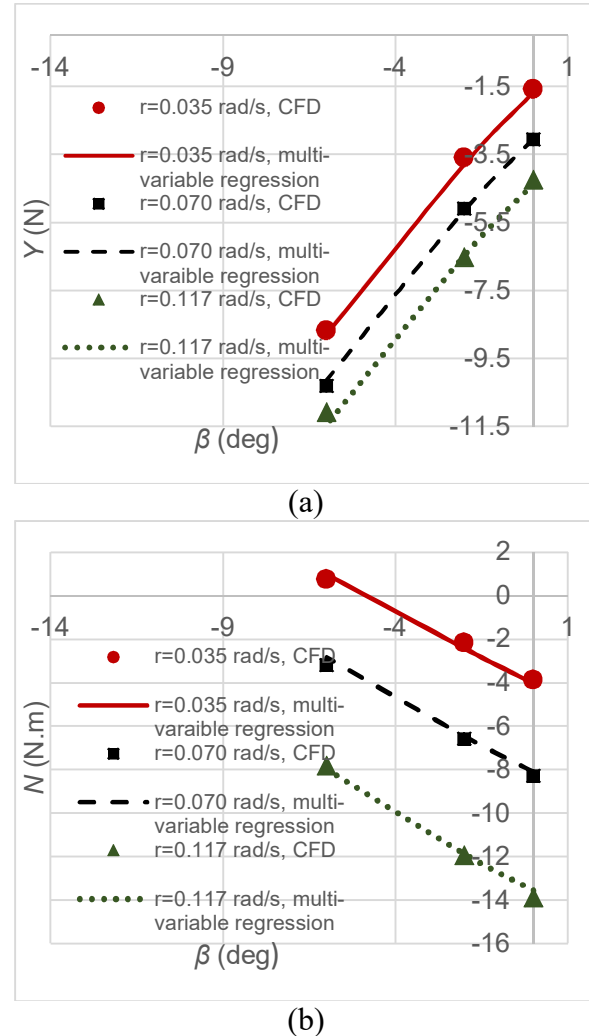 -14 -9 -4 1
-1.5
r=0.035 rad/s, CFD
-3.5
r=0.035 rad/s, multi-
variable regression
r=0.070 rad/s, CFD
-5.5
r=0.070 rad/s, multi-
varaible regression
-7.5
r=0.117 rad/s, CFD
r=0.117 rad/s, multi-
variable regression
-9.5
-11.5
Y (N)
β (deg)
(a)
2
0
-14 -9 -4 1
-2
r=0.035 rad/s, CFD
-4
r=0.035 rad/s, multi-
varaible regression
-6
r=0.070 rad/s, CFD
-8
r=0.070 rad/s, multi-
variable regression
-10
r=0.117 rad/s, CFD
-12
r=0.117 rad/s, multi-
variable regression
-14
-16
N (N.m)
β (deg)
(b)